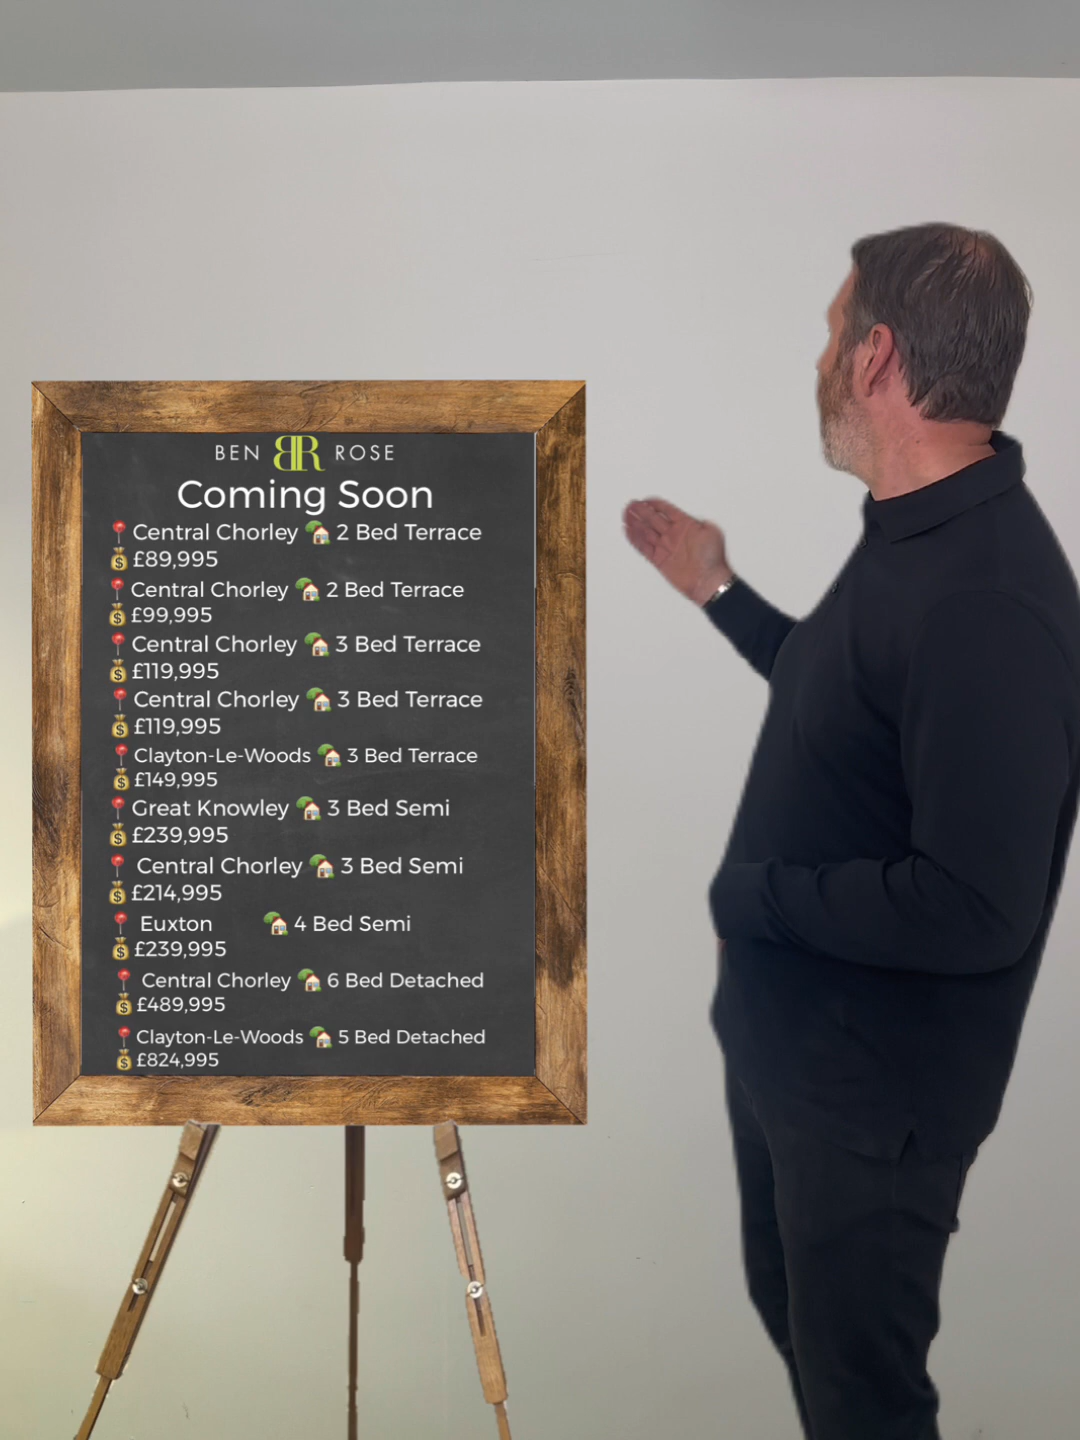 BEN BR ROSE
Coming Soon
📍Central Chorley 🏡 2 Bed Terrace
💰£89,995
📍Central Chorley 🏡 2 Bed Terrace
💰£99,995
📍Central Chorley 🏡 3 Bed Terrace
💰£119,995
📍Central Chorley 🏡 3 Bed Terrace
💰£119,995
📍Clayton-Le-Woods 🏡 3 Bed Terrace
💰£149,995
📍Great Knowley 🏡 3 Bed Semi
💰£239,995
📍Central Chorley 🏡 3 Bed Semi
💰£214,995
📍Euxton 🏡 4 Bed Semi
💰£239,995
📍Central Chorley 🏡 6 Bed Detached
💰£489,995
📍Clayton-Le-Woods 🏡 5 Bed Detached
💰£824,995